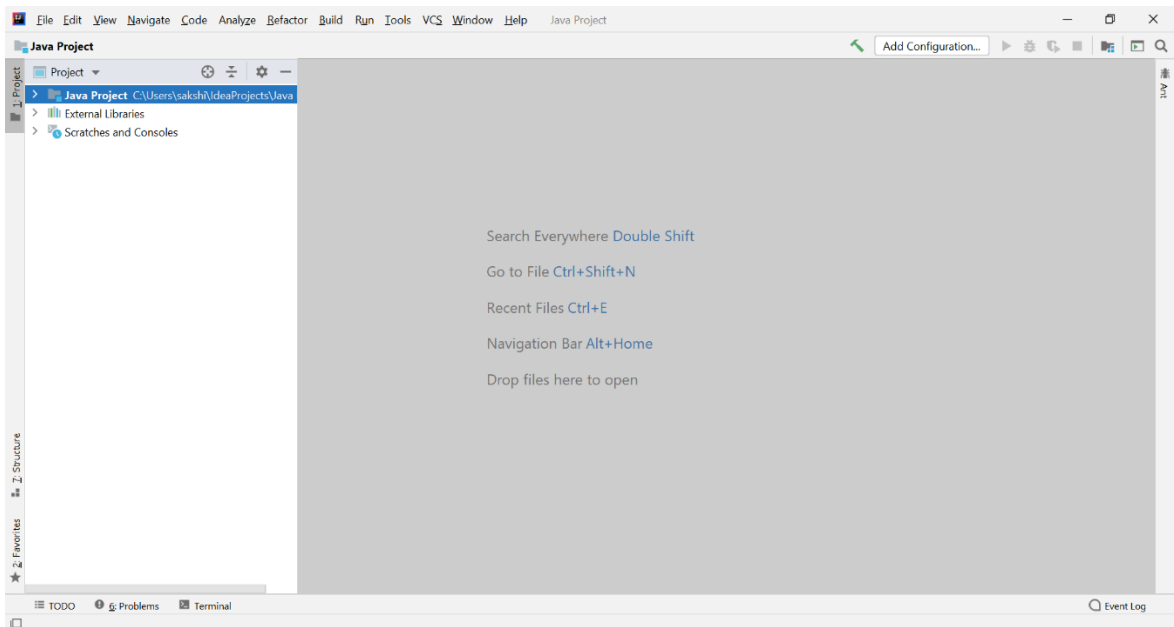 File Edit View Navigate Code Analyze Refactor Build Run Tools VCS Window Help Java Project
Java Project Add Configuration...
1: Project
Project
Java Project C:\Users\sakshi\IdeaProjects\Java
External Libraries
Scratches and Consoles
Ant
Search Everywhere Double Shift
Go to File Ctrl+Shift+N
Recent Files Ctrl+E
Navigation Bar Alt+Home
Drop files here to open
Z: Structure
2: Favorites
TODO 6: Problems Terminal Event Log